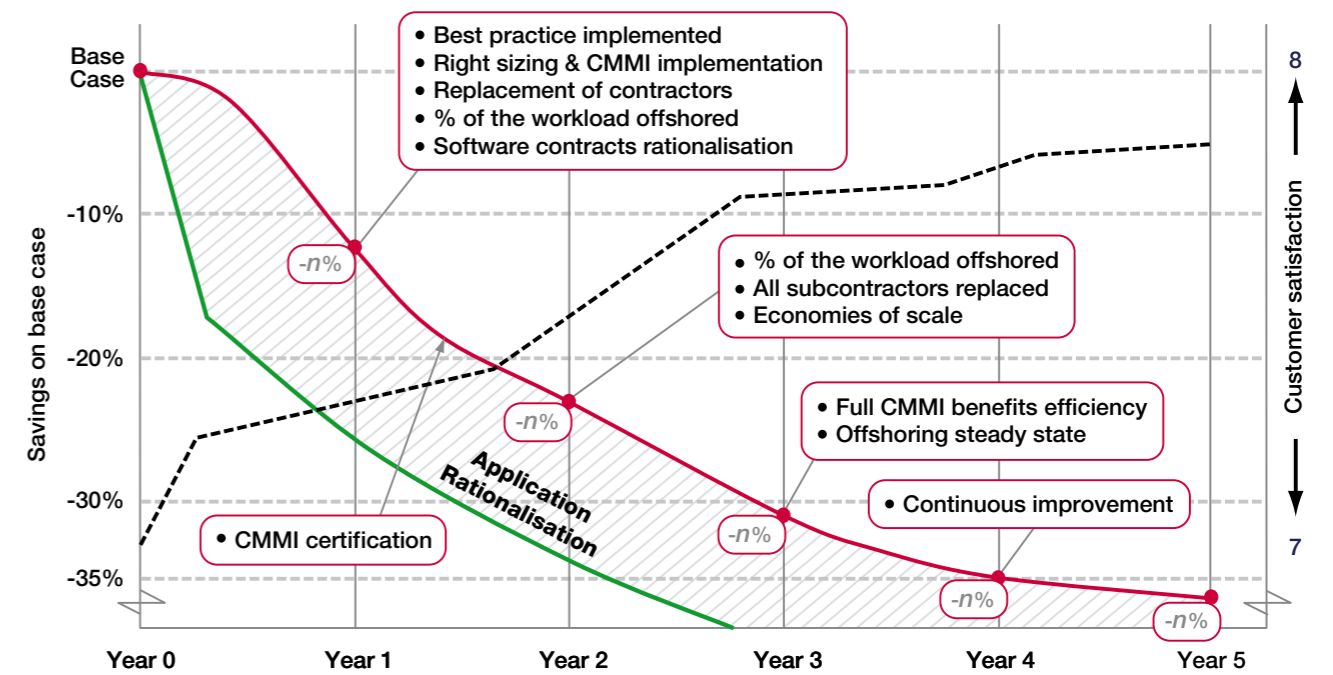 Base
Case
-10%
-20%
-30%
-35%
Savings on base case
• Best practice implemented
• Right sizing & CMMI implementation
• Replacement of contractors
• % of the workload offshored
• Software contracts rationalisation
-n%
• % of the workload offshored
• All subcontractors replaced
• Economies of scale
-n%
• Full CMMI benefits efficiency
• Offshoring steady state
-n%
• Continuous improvement
-n%
-n%
• CMMI certification
Application
Rationalisation
8
Customer satisfaction
7
Year 0
Year 1
Year 2
Year 3
Year 4
Year 5